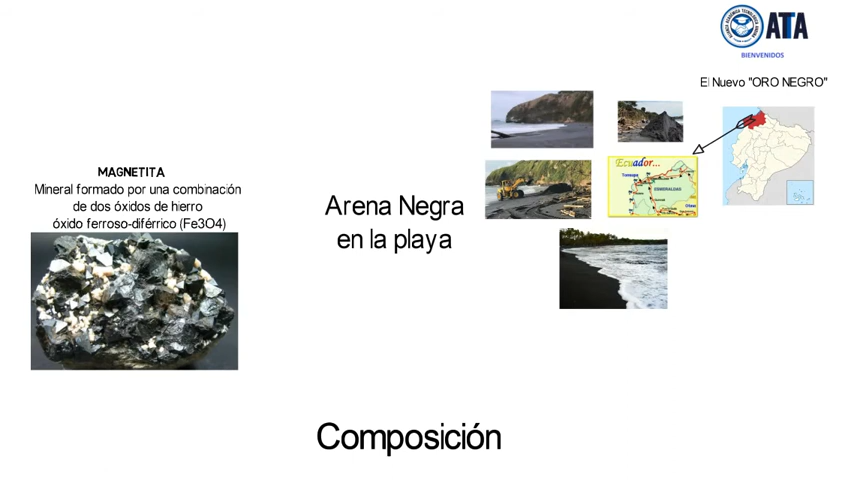 ATA
BIENVENIDOS
El Nuevo "ORO NEGRO"
MAGNETITA
Mineral formado por una combinación
de dos óxidos de hierro
óxido ferroso-diférrico (Fe3O4)
Arena Negra
en la playa
Ecuador...
ESMERALDAS
Composición